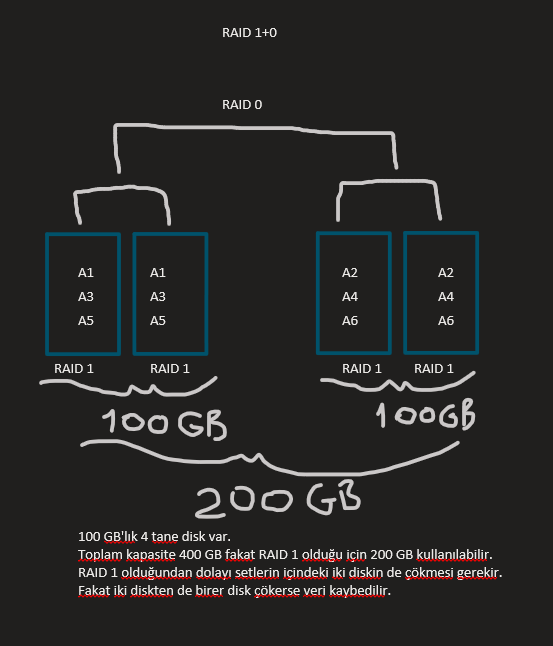 RAID 1+0
RAID 0
A1 A1 A2 A2
A3 A3 A4 A4
A5 A5 A6 A6
RAID 1 RAID 1 RAID 1 RAID 1
100 GB 100 GB
200 GB
100 GB'lık 4 tane disk var.
Toplam kapasite 400 GB fakat RAID 1 olduğu için 200 GB kullanılabilir.
RAID 1 olduğundan dolayı setlerin içindeki iki diskin de çökmesi gerekir.
Fakat iki diskten de birer disk çökerse veri kaybedilir.